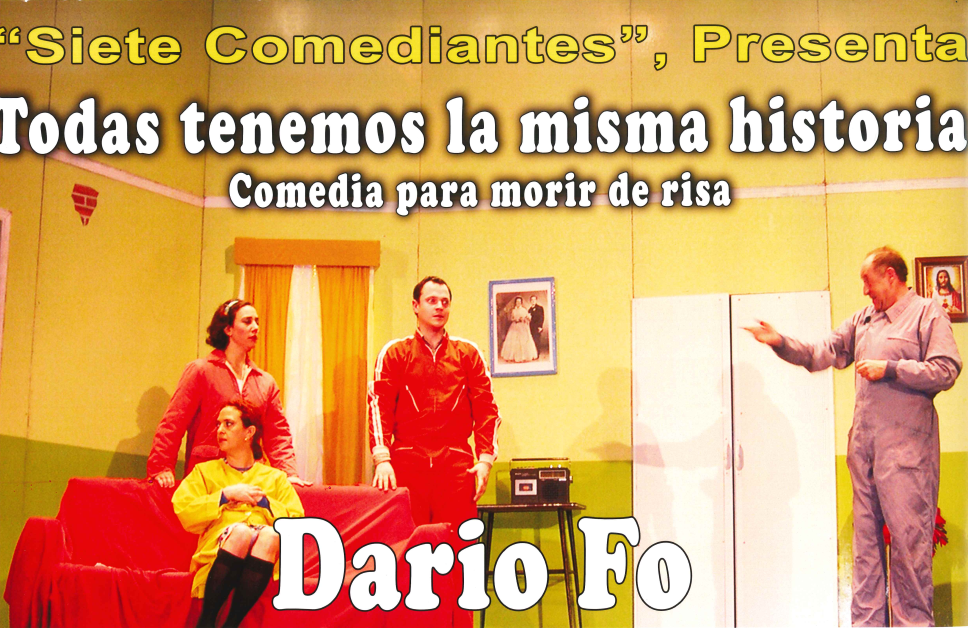 “Siete Comediantes”, Presenta
Todas tenemos la misma historia
Comedia para morir de risa
Dario Fo